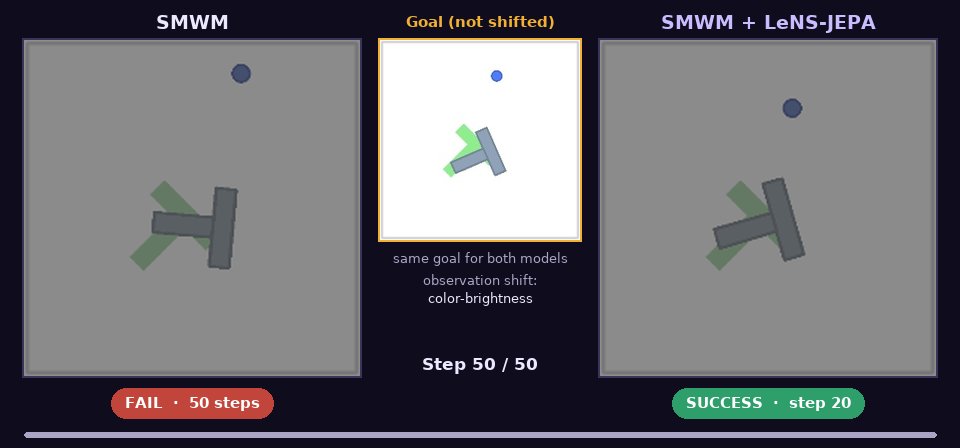 SMWM
Goal (not shifted)
SMWM + LeNS-JEPA
same goal for both models
observation shift:
color-brightness
Step 50 / 50
FAIL · 50 steps
SUCCESS · step 20